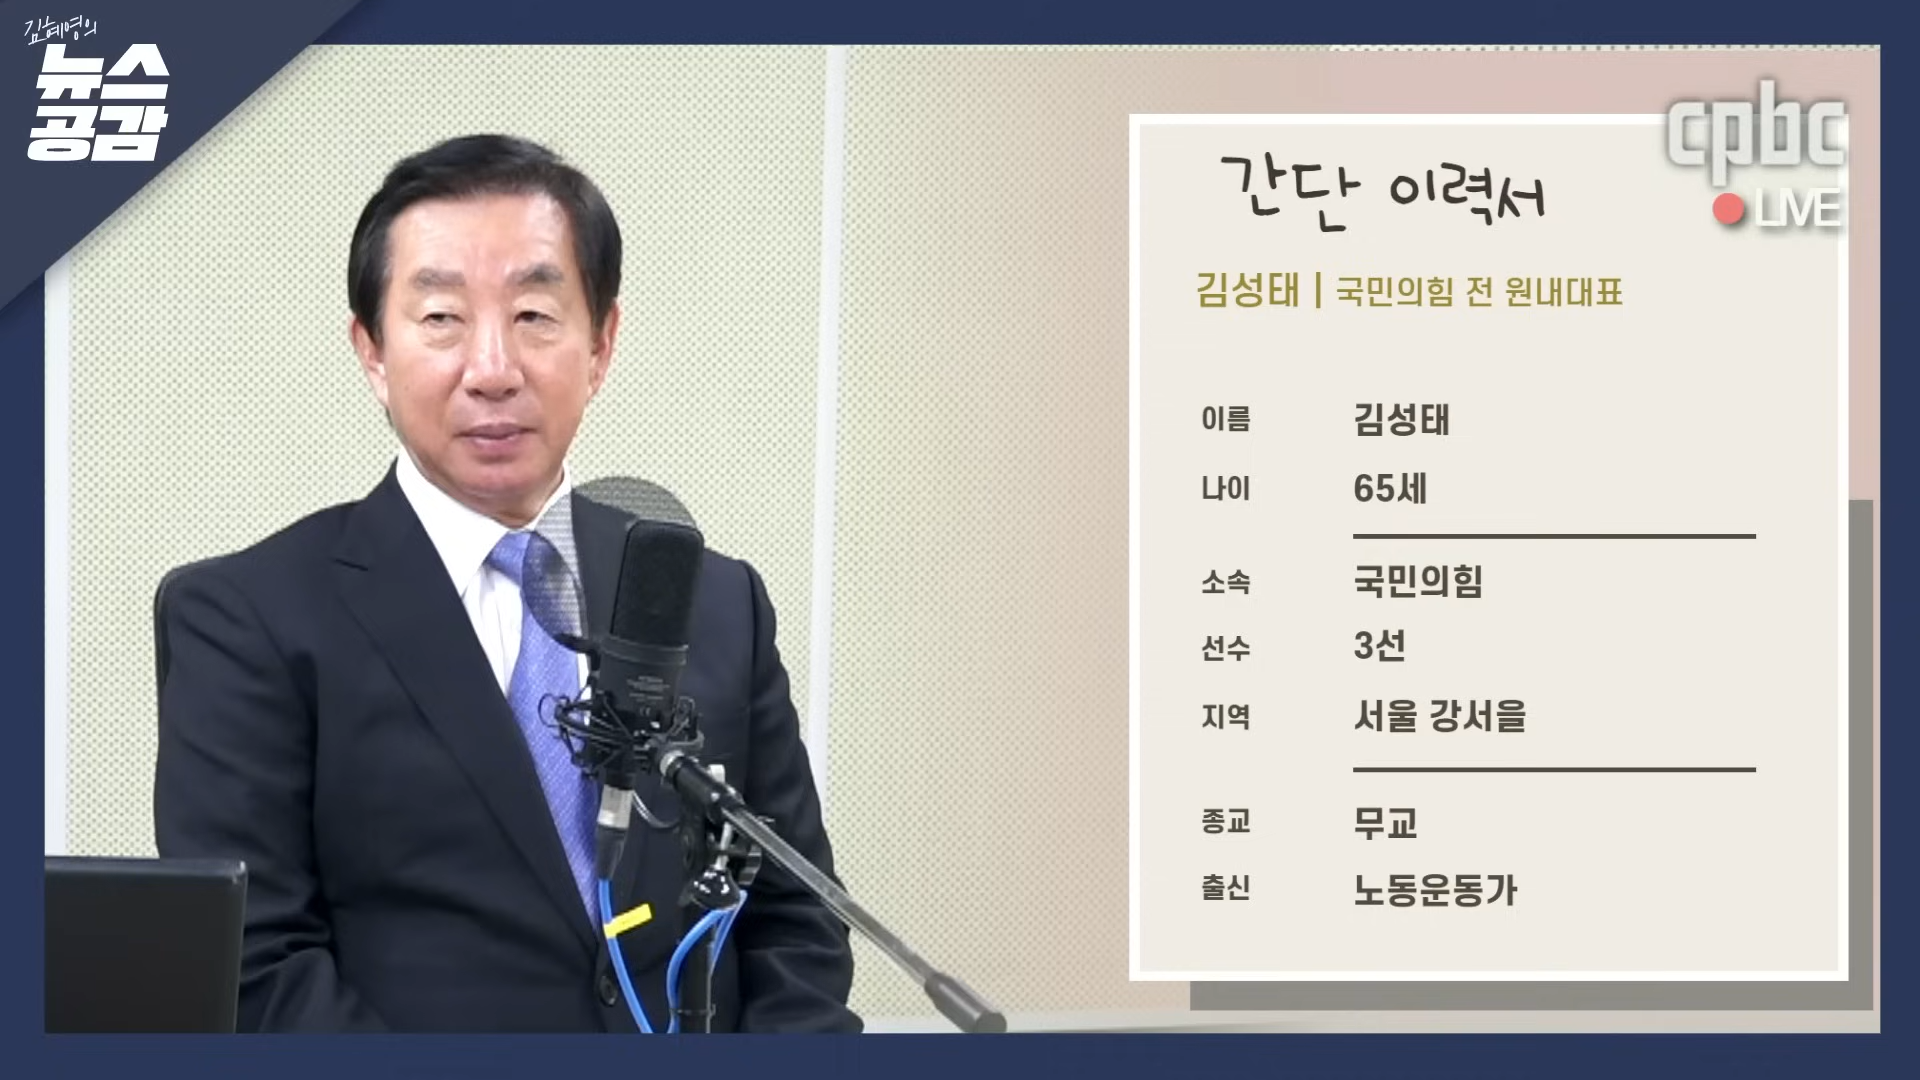 김혜영의
뉴스
공감
cpbc
LIVE
간단 이력서
김성태 | 국민의힘 전 원내대표
이름 김성태
나이 65세
소속 국민의힘
선수 3선
지역 서울 강서을
종교 무교
출신 노동운동가